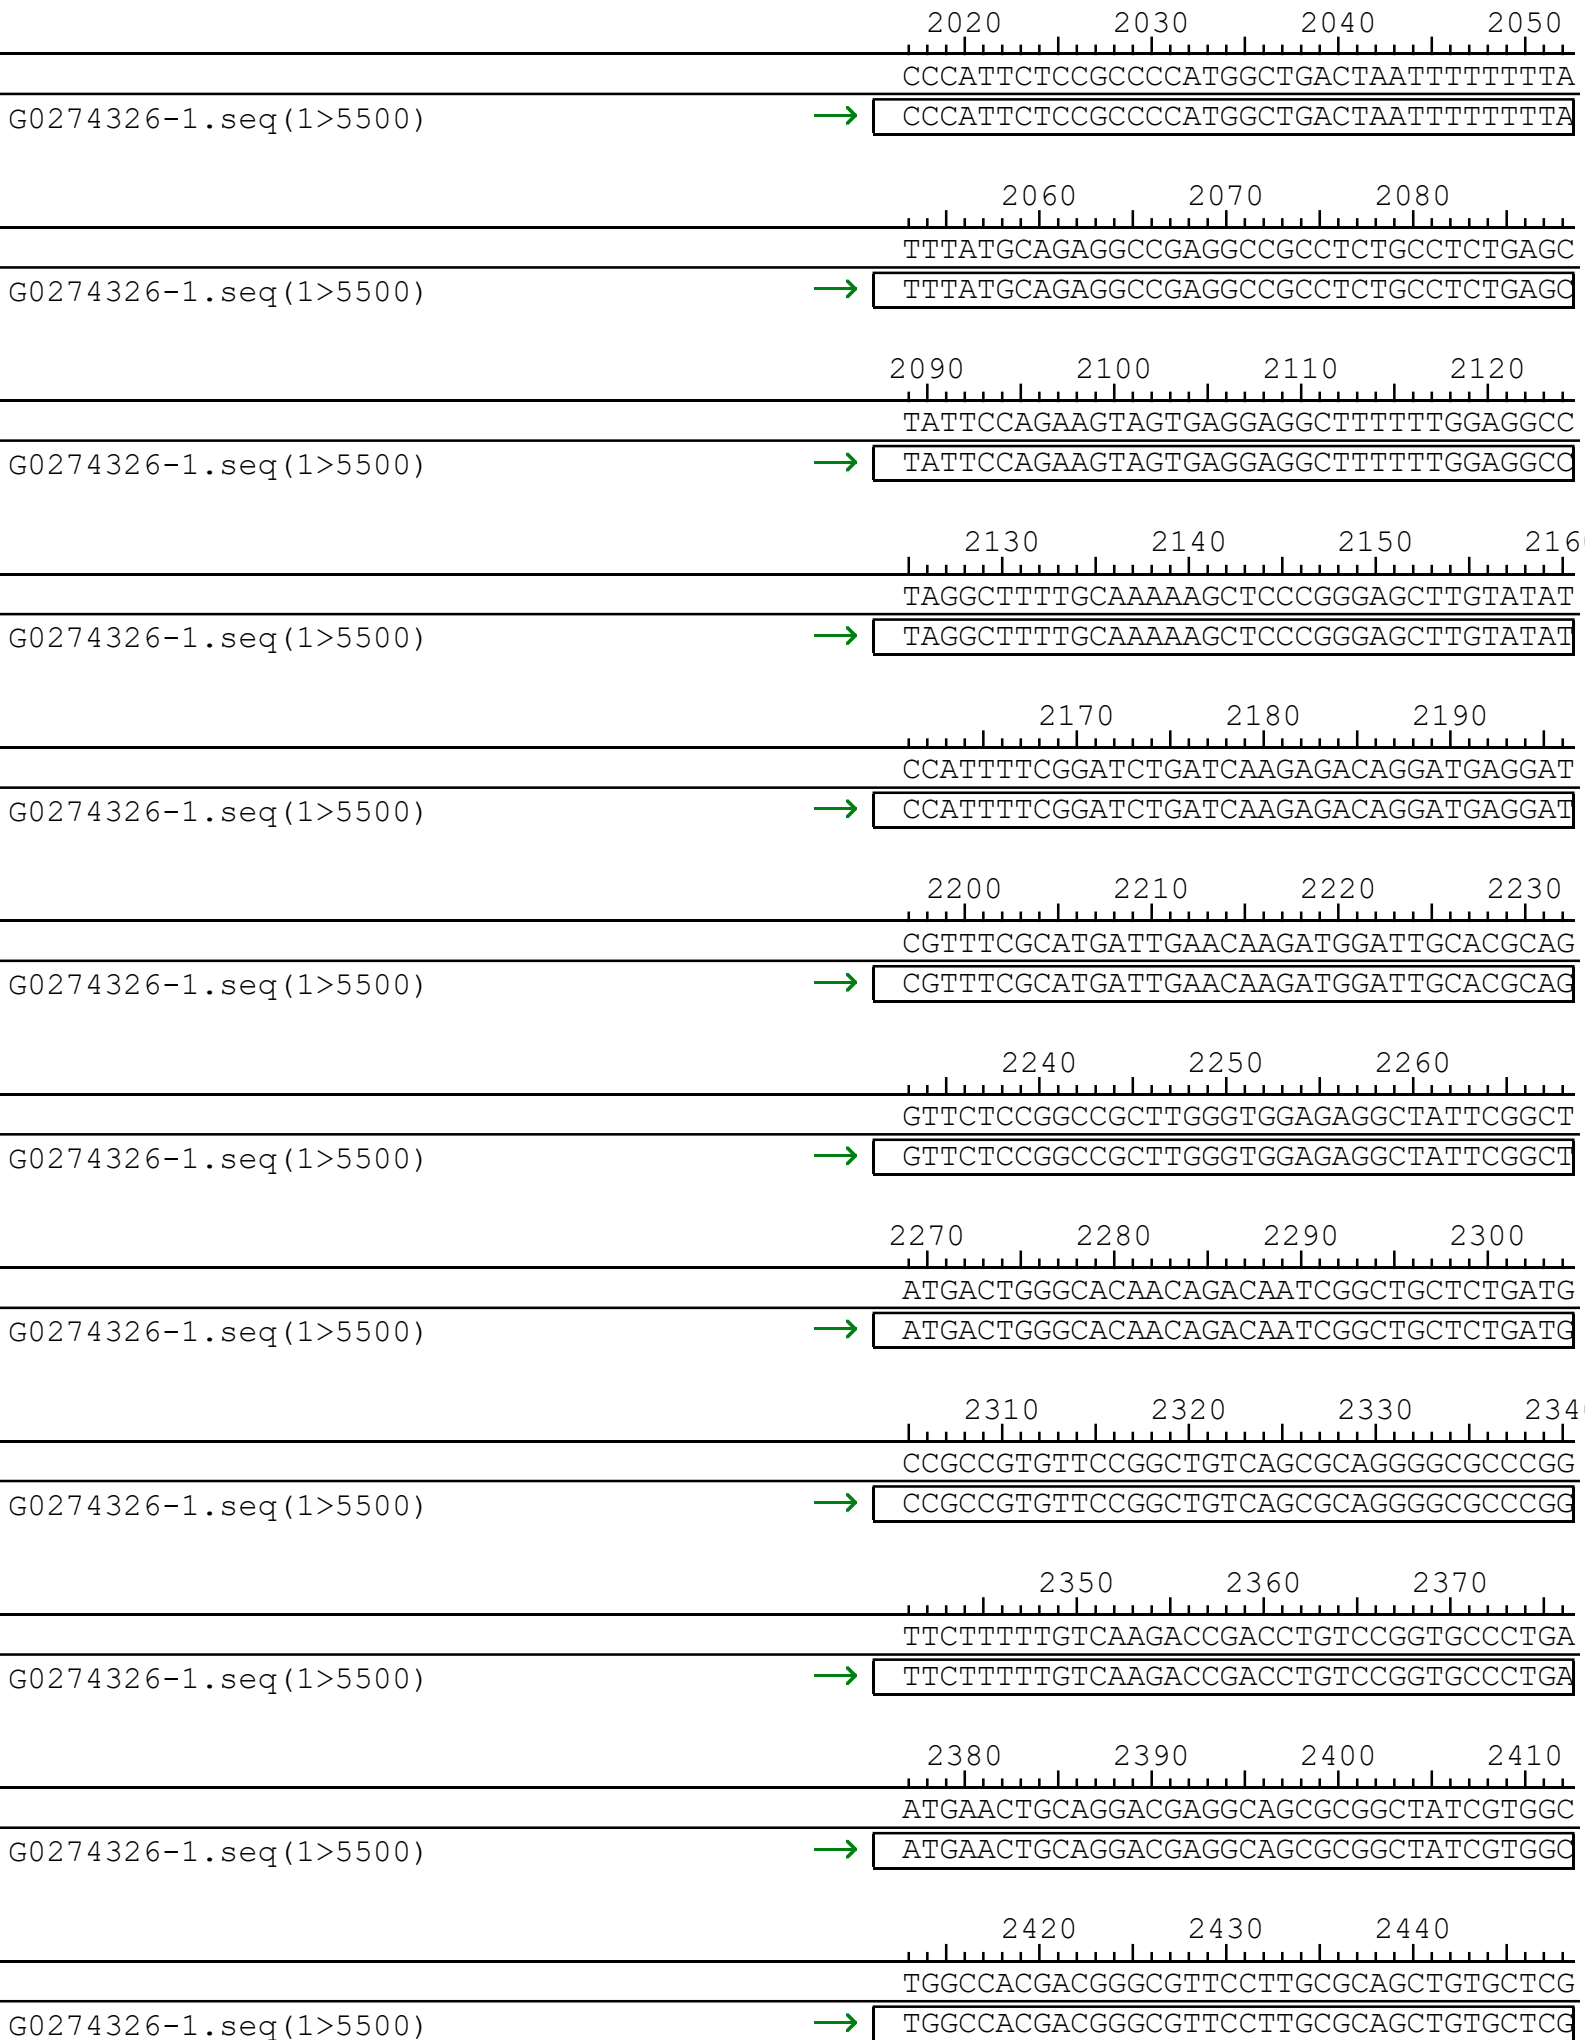 2020 2030 2040 2050
CCCATTCTCCGCCCCATGGCTGACTAATTTTTTTTA
G0274326-1.seq(1>5500) → CCCATTCTCCGCCCCATGGCTGACTAATTTTTTTTA
2060 2070 2080
TTTATGCAGAGGCCGAGGCCGCCTCTGCCTCTGAGC
G0274326-1.seq(1>5500) → TTTATGCAGAGGCCGAGGCCGCCTCTGCCTCTGAGC
2090 2100 2110 2120
TATTCCAGAAGTAGTGAGGAGGCTTTTTTGGAGGCC
G0274326-1.seq(1>5500) → TATTCCAGAAGTAGTGAGGAGGCTTTTTTGGAGGCC
2130 2140 2150 216
TAGGCTTTTGCAAAAAGCTCCCGGGAGCTTGTATAT
G0274326-1.seq(1>5500) → TAGGCTTTTGCAAAAAGCTCCCGGGAGCTTGTATAT
2170 2180 2190
CCATTTTCGGATCTGATCAAGAGACAGGATGAGGAT
G0274326-1.seq(1>5500) → CCATTTTCGGATCTGATCAAGAGACAGGATGAGGAT
2200 2210 2220 2230
CGTTTCGCATGATTGAACAAGATGGATTGCACGCAG
G0274326-1.seq(1>5500) → CGTTTCGCATGATTGAACAAGATGGATTGCACGCAG
2240 2250 2260
GTTCTCCGGCCGCTTGGGTGGAGAGGCTATTCGGCT
G0274326-1.seq(1>5500) → GTTCTCCGGCCGCTTGGGTGGAGAGGCTATTCGGCT
2270 2280 2290 2300
ATGACTGGGCACAACAGACAATCGGCTGCTCTGATG
G0274326-1.seq(1>5500) → ATGACTGGGCACAACAGACAATCGGCTGCTCTGATG
2310 2320 2330 234
CCGCCGTGTTCCGGCTGTCAGCGCAGGGGCGCCCGG
G0274326-1.seq(1>5500) → CCGCCGTGTTCCGGCTGTCAGCGCAGGGGCGCCCGG
2350 2360 2370
TTCTTTTTGTCAAGACCGACCTGTCCGGTGCCCTGA
G0274326-1.seq(1>5500) → TTCTTTTTGTCAAGACCGACCTGTCCGGTGCCCTGA
2380 2390 2400 2410
ATGAACTGCAGGACGAGGCAGCGCGGCTATCGTGGC
G0274326-1.seq(1>5500) → ATGAACTGCAGGACGAGGCAGCGCGGCTATCGTGGC
2420 2430 2440
TGGCCACGACGGGCGTTCCTTGCGCAGCTGTGCTCG
G0274326-1.seq(1>5500) → TGGCCACGACGGGCGTTCCTTGCGCAGCTGTGCTCG